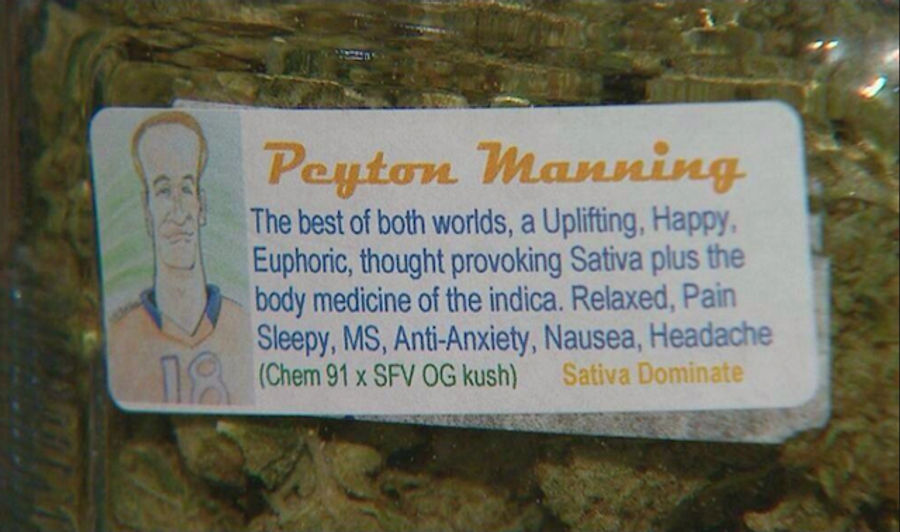 Peyton Manning
The best of both worlds, a Uplifting, Happy,
Euphoric, thought provoking Sativa plus the
body medicine of the indica. Relaxed, Pain
Sleepy, MS, Anti-Anxiety, Nausea, Headache
(Chem 91 x SFV OG kush) Sativa Dominate
18